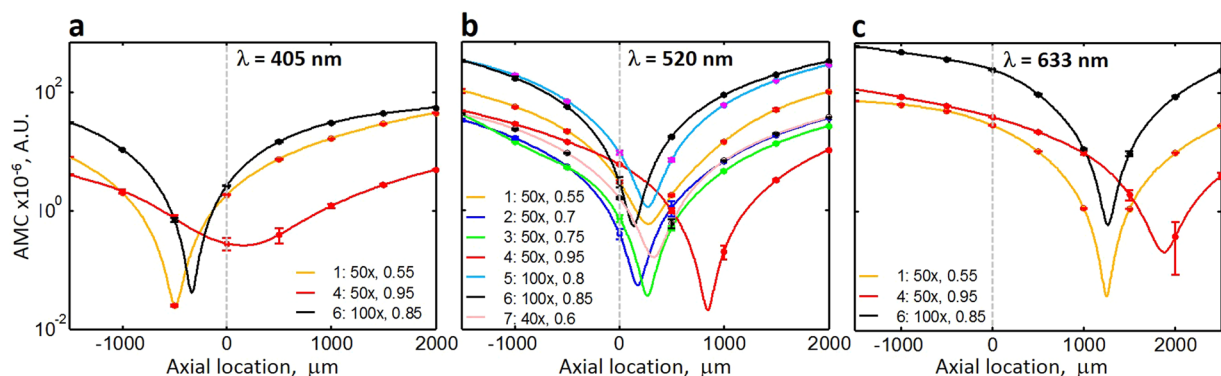 a
λ = 405 nm
AMC x10⁻⁶, A.U.
10²
10⁰
10⁻²
1: 50x, 0.55
4: 50x, 0.95
6: 100x, 0.85
-1000
0
1000
2000
Axial location, μm
b
λ = 520 nm
1: 50x, 0.55
2: 50x, 0.7
3: 50x, 0.75
4: 50x, 0.95
5: 100x, 0.8
6: 100x, 0.85
7: 40x, 0.6
-1000
0
1000
2000
Axial location, μm
c
λ = 633 nm
1: 50x, 0.55
4: 50x, 0.95
6: 100x, 0.85
-1000
0
1000
2000
Axial location, μm